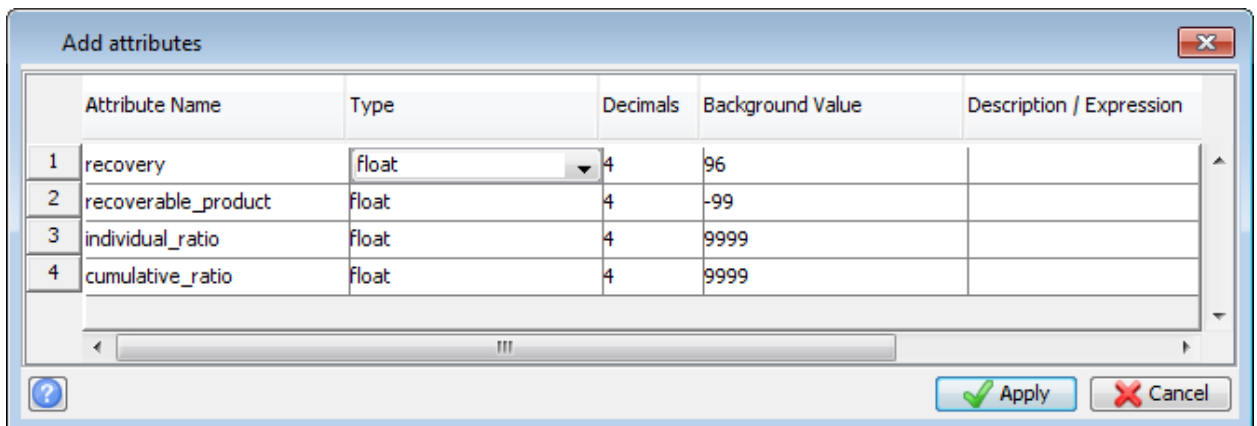 Add attributes
Attribute Name Type Decimals Background Value Description / Expression
1 recovery float 4 96
2 recoverable_product float 4 -99
3 individual_ratio float 4 9999
4 cumulative_ratio float 4 9999
? Apply Cancel